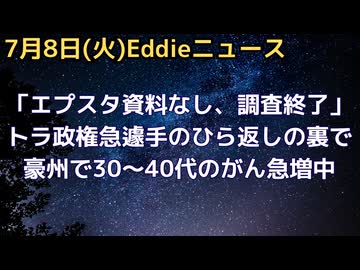 7月8日(火)Eddieニュース
「エプスタ資料なし、調査終了」
トラ政権急遽手のひら返しの裏で
豪州で30〜40代のがん急増中